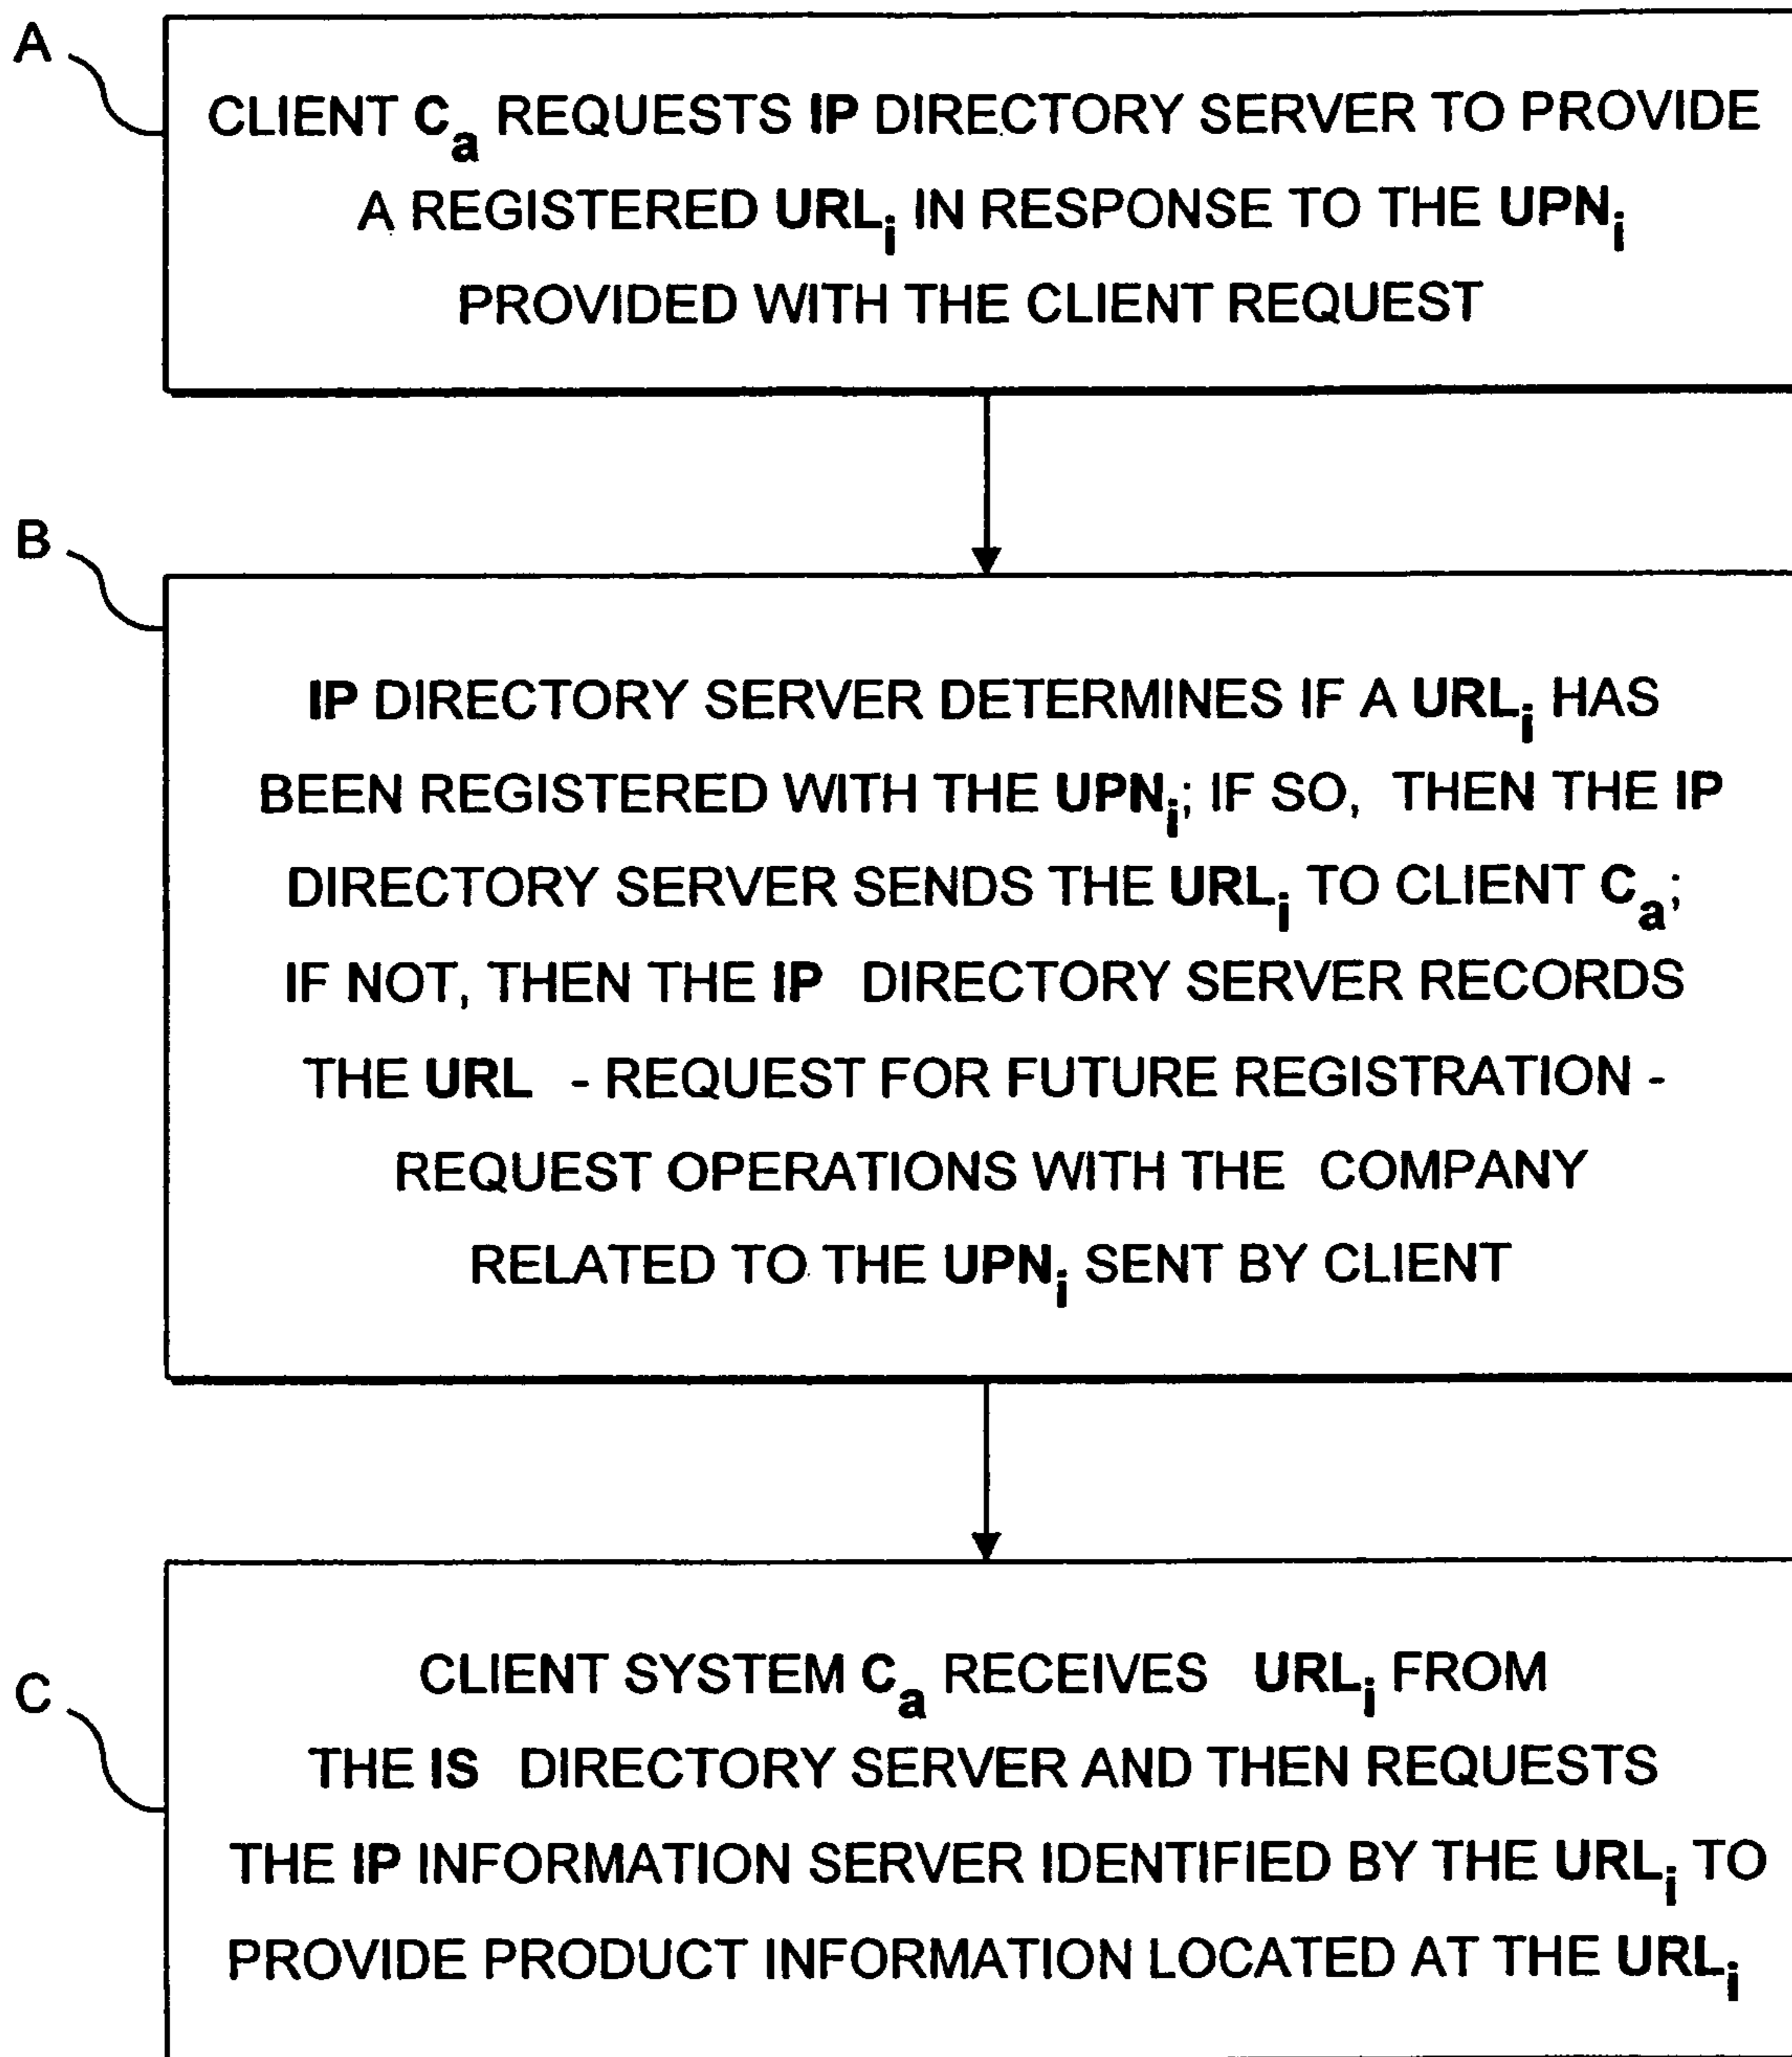 A
CLIENT Ca REQUESTS IP DIRECTORY SERVER TO PROVIDE
A REGISTERED URLi IN RESPONSE TO THE UPNi
PROVIDED WITH THE CLIENT REQUEST
B
IP DIRECTORY SERVER DETERMINES IF A URLi HAS
BEEN REGISTERED WITH THE UPNi; IF SO, THEN THE IP
DIRECTORY SERVER SENDS THE URLi TO CLIENT Ca;
IF NOT, THEN THE IP DIRECTORY SERVER RECORDS
THE URL - REQUEST FOR FUTURE REGISTRATION -
REQUEST OPERATIONS WITH THE COMPANY
RELATED TO THE UPNi SENT BY CLIENT
C
CLIENT SYSTEM Ca RECEIVES URLi FROM
THE IS DIRECTORY SERVER AND THEN REQUESTS
THE IP INFORMATION SERVER IDENTIFIED BY THE URLi TO
PROVIDE PRODUCT INFORMATION LOCATED AT THE URLi